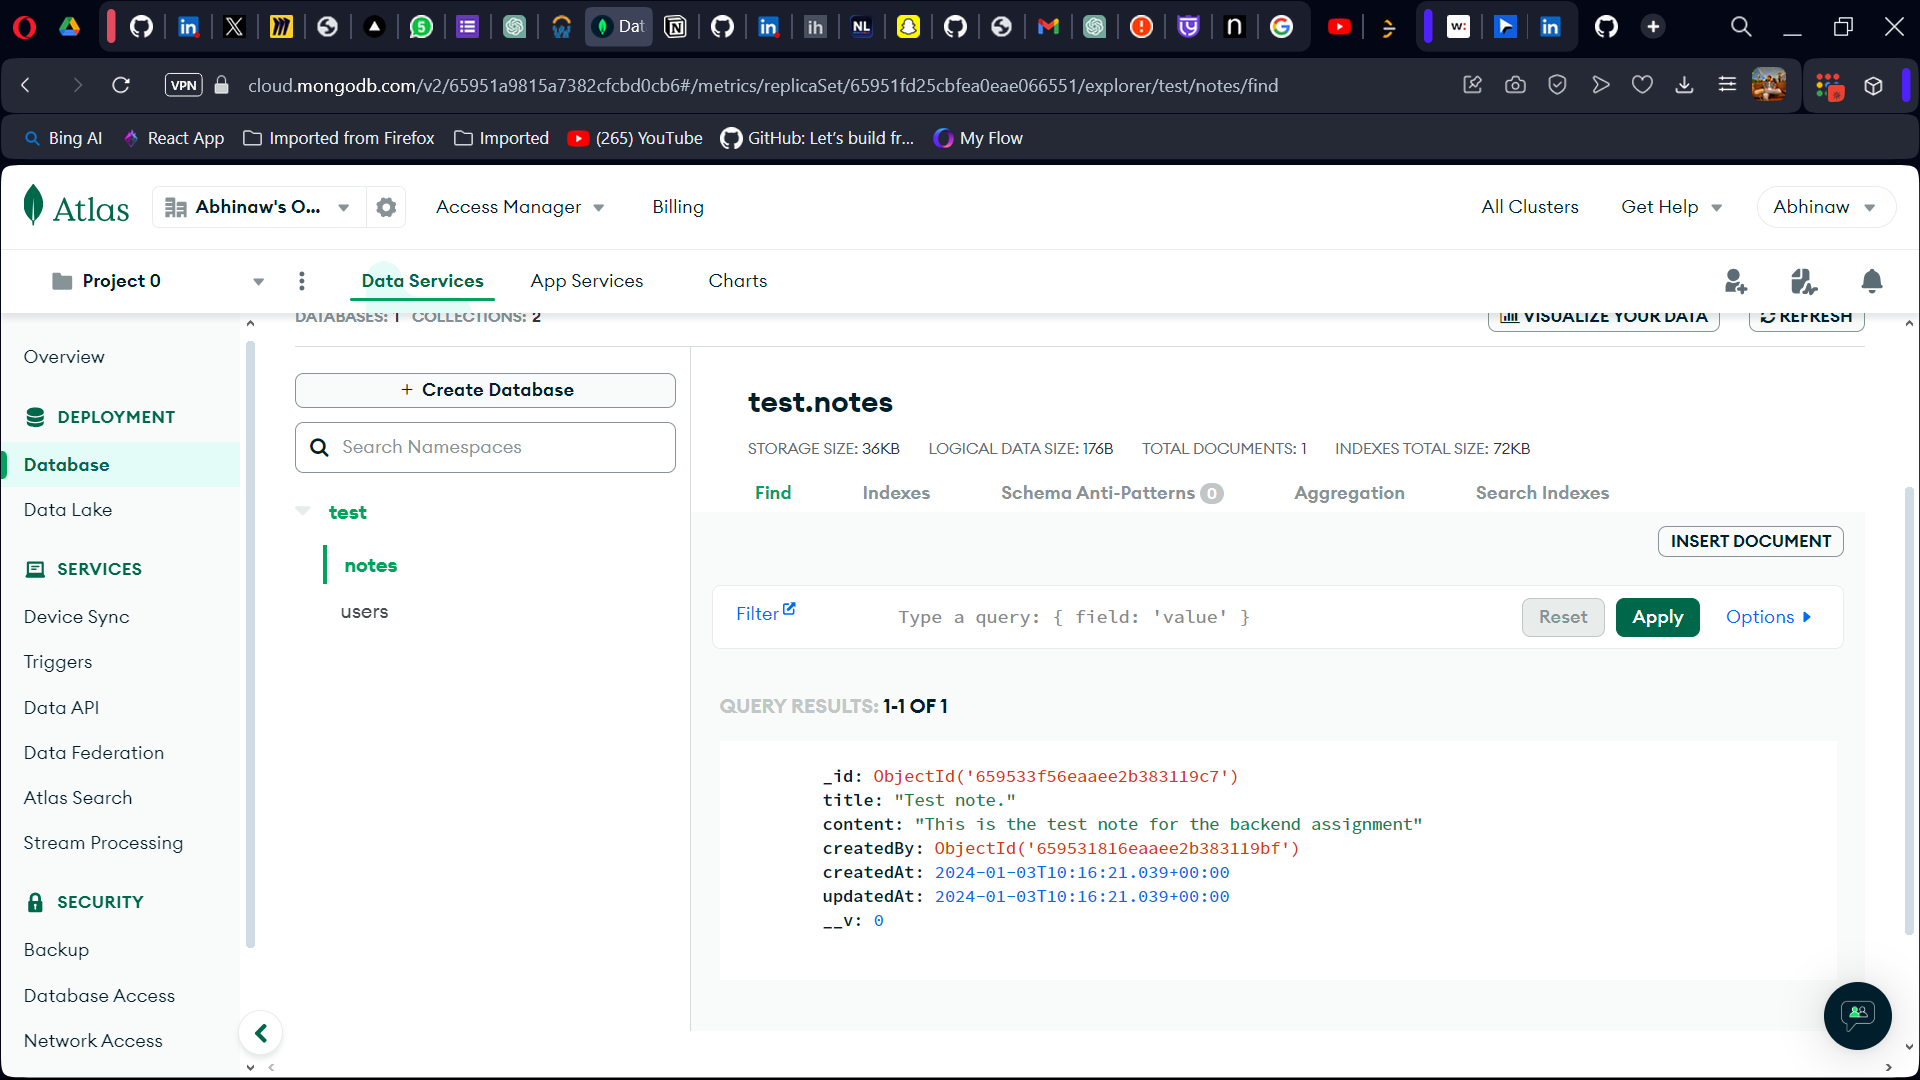 Dat
VPN
cloud.mongodb.com/v2/65951a9815a7382cfcbd0cb6#/metrics/replicaSet/65951fd25cbfea0eae066551/explorer/test/notes/find
Bing AI
React App
Imported from Firefox
Imported
(265) YouTube
GitHub: Let's build fr...
My Flow
Atlas
Abhinaw's O...
Access Manager
Billing
All Clusters
Get Help
Abhinaw
Project 0
Data Services
App Services
Charts
DATABASES: 1 COLLECTIONS: 2
VISUALIZE YOUR DATA
REFRESH
Overview
DEPLOYMENT
Database
Data Lake
SERVICES
Device Sync
Triggers
Data API
Data Federation
Atlas Search
Stream Processing
SECURITY
Backup
Database Access
Network Access
+ Create Database
Search Namespaces
test
notes
users
test.notes
STORAGE SIZE: 36KB LOGICAL DATA SIZE: 176B TOTAL DOCUMENTS: 1 INDEXES TOTAL SIZE: 72KB
Find
Indexes
Schema Anti-Patterns 0
Aggregation
Search Indexes
INSERT DOCUMENT
Filter
Type a query: { field: 'value' }
Reset
Apply
Options
QUERY RESULTS: 1-1 OF 1
_id: ObjectId('659533f56eaaee2b383119c7')
title: "Test note."
content: "This is the test note for the backend assignment"
createdBy: ObjectId('659531816eaaee2b383119bf')
createdAt: 2024-01-03T10:16:21.039+00:00
updatedAt: 2024-01-03T10:16:21.039+00:00
__v: 0